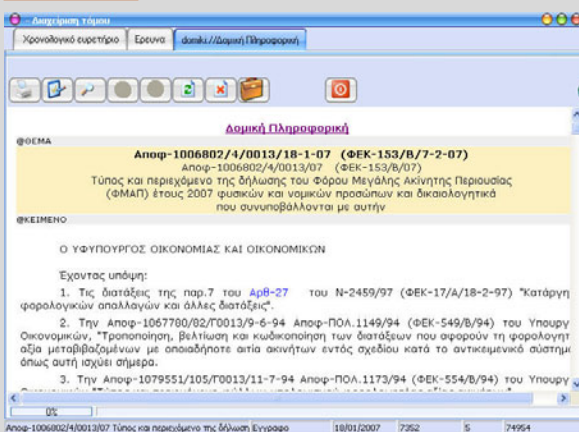 Διαχείριση τόμου
Χρονολογικό ευρετήριο Ερευνα domiki://Δομική Πληροφορική
Δομική Πληροφορική
@ΘΕΜΑ
Αποφ-1006802/4/0013/18-1-07 (ΦΕΚ-153/Β/7-2-07)
Αποφ-1006802/4/0013/07 (ΦΕΚ-153/Β/07)
Τύπος και περιεχόμενο της δήλωσης του Φόρου Μεγάλης Ακίνητης Περιουσίας
(ΦΜΑΠ) έτους 2007 φυσικών και νομικών προσώπων και δικαιολογητικά
που συνυποβάλλονται με αυτήν
@ΚΕΙΜΕΝΟ
Ο ΥΦΥΠΟΥΡΓΟΣ ΟΙΚΟΝΟΜΙΑΣ ΚΑΙ ΟΙΚΟΝΟΜΙΚΩΝ
Έχοντας υπόψη:
1. Τις διατάξεις της παρ.7 του Αρθ-27 του Ν-2459/97 (ΦΕΚ-17/Α/18-2-97) "Κατάργη
φορολογικών απαλλαγών και άλλες διατάξεις".
2. Την Αποφ-1067780/82/Γ0013/9-6-94 Αποφ-ΠΟΛ.1149/94 (ΦΕΚ-549/Β/94) του Υπουργ
Οικονομικών, "Τροποποίηση, βελτίωση και κωδικοποίηση των διατάξεων που αφορούν τη φορολογητ
αξία μεταβιβαζομένων με οποιαδήποτε αιτία ακινήτων εντός σχεδίου κατά το αντικειμενικό σύστημ
όπως αυτή ισχύει σήμερα.
3. Την Αποφ-1079551/105/Γ0013/11-7-94 Αποφ-ΠΟΛ.1173/94 (ΦΕΚ-554/Β/94) του Υπουργ
0%
Αποφ-1006802/4/0013/07 Τύπος και περιεχόμενο της δήλωση Εγγραφο 18/01/2007 7352 5 74954